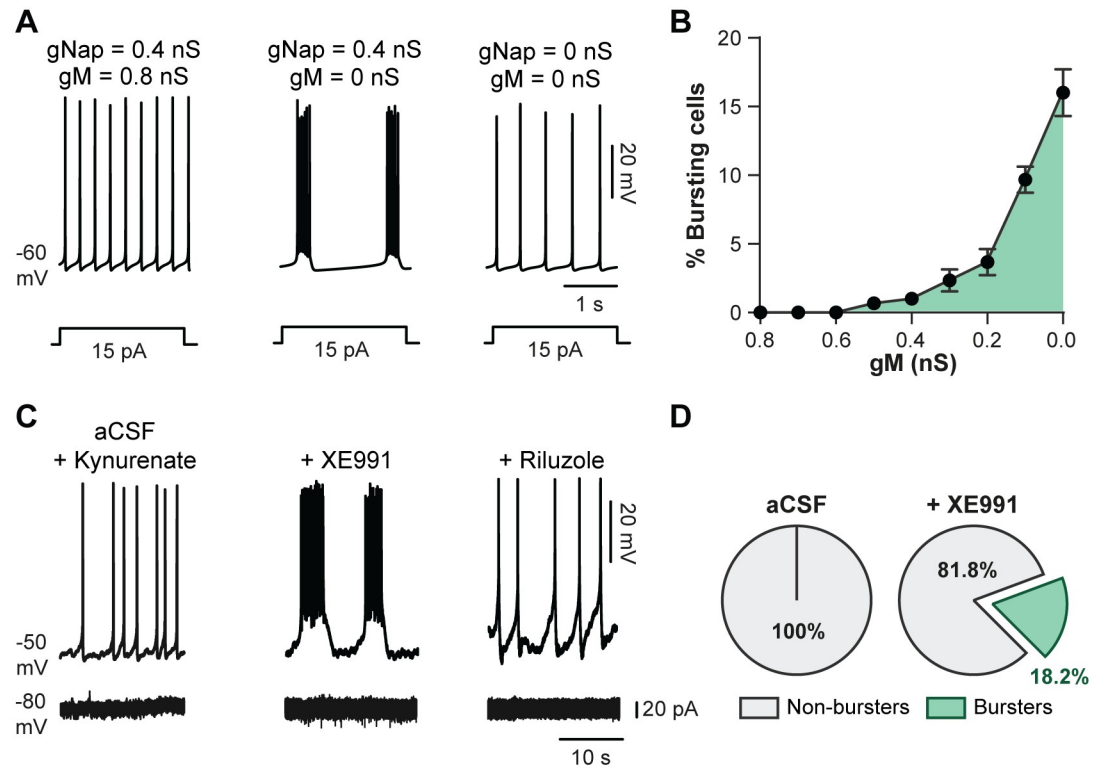 A
gNap = 0.4 nS
gM = 0.8 nS
gNap = 0.4 nS
gM = 0 nS
gNap = 0 nS
gM = 0 nS
20 mV
-60
mV
1 s
15 pA
15 pA
15 pA
B
% Bursting cells
20
15
10
5
0
0.8
0.6
0.4
0.2
0.0
gM (nS)
C
aCSF
+ Kynurenate
+ XE991
+ Riluzole
20 mV
-50
mV
-80
mV
20 pA
10 s
D
aCSF
+ XE991
100%
81.8%
18.2%
Non-bursters
Bursters